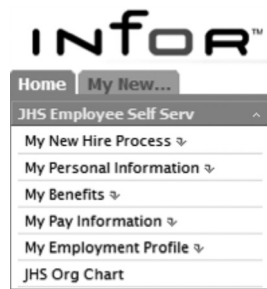 INFOR™
Home My New...
JHS Employee Self Serv
My New Hire Process
My Personal Information
My Benefits
My Pay Information
My Employment Profile
JHS Org Chart